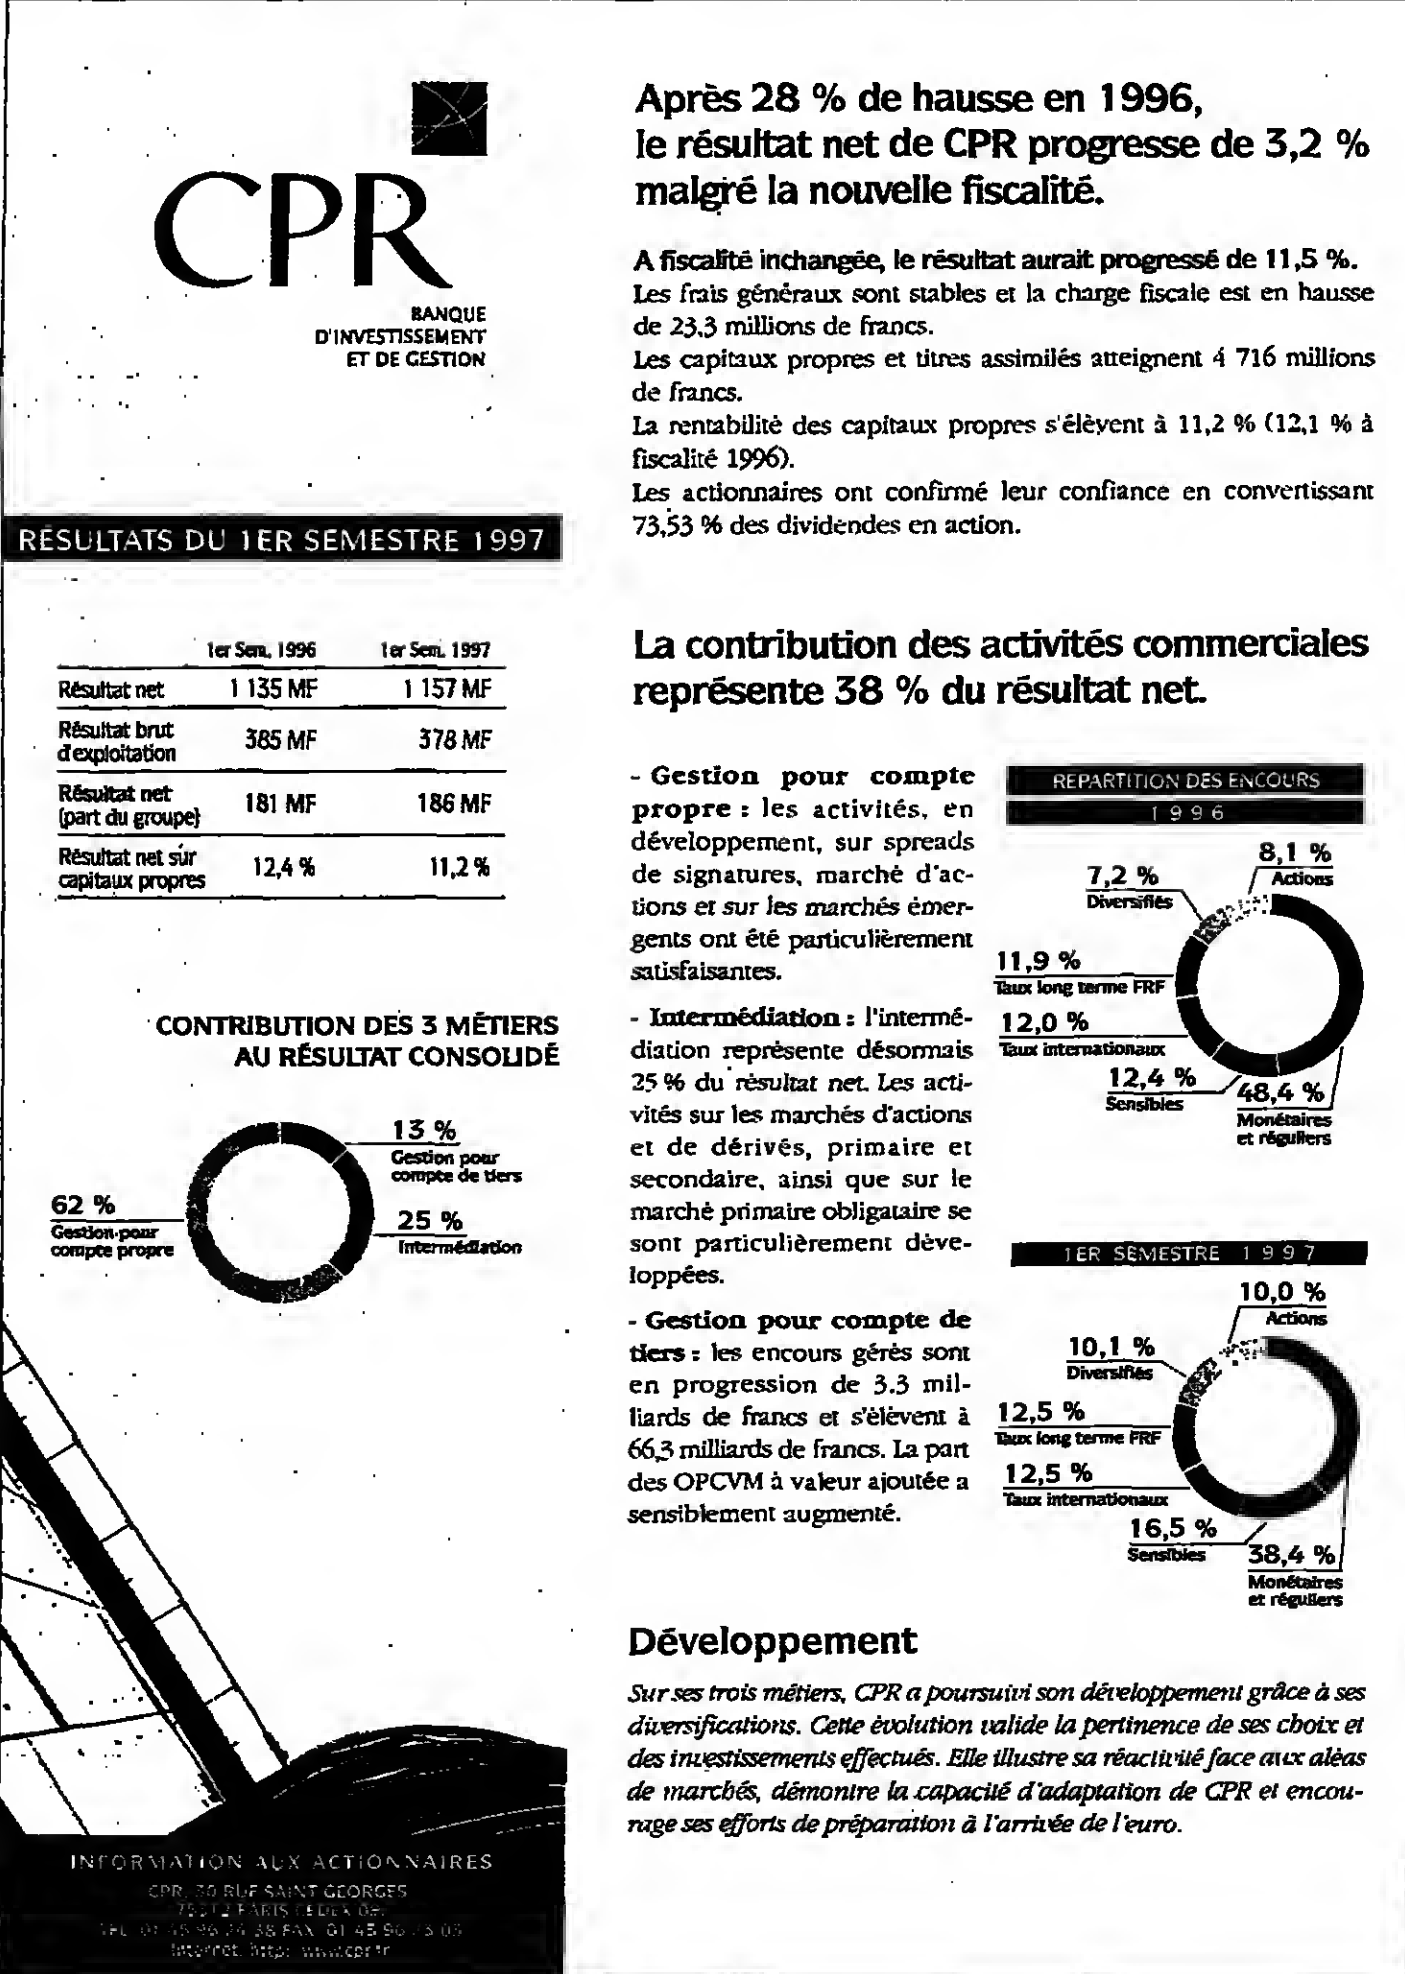 CPR
BANQUE
D'INVESTISSEMENT
ET DE GESTION
RÉSULTATS DU 1ER SEMESTRE 1997
1er Sem. 1996 1er Sem. 1997
Résultat net 1 135 MF 1 157 MF
Résultat brut
d'exploitation 385 MF 378 MF
Résultat net
(part du groupe) 181 MF 186 MF
Résultat net sur
capitaux propres 12,4 % 11,2 %
CONTRIBUTION DES 3 MÉTIERS
AU RÉSULTAT CONSOLIDÉ
13 %
Gestion pour
compte de tiers
62 %
Gestion pour
compte propre
25 %
Intermédiation
INFORMATION AUX ACTIONNAIRES
CPR, 30 RUE SAINT GEORGES
75312 PARIS CEDEX
Après 28 % de hausse en 1996,
le résultat net de CPR progresse de 3,2 %
malgré la nouvelle fiscalité.
A fiscalité inchangée, le résultat aurait progressé de 11,5 %.
Les frais généraux sont stables et la charge fiscale est en hausse
de 23,3 millions de francs.
Les capitaux propres et titres assimilés atteignent 4 716 millions
de francs.
La rentabilité des capitaux propres s'élèvent à 11,2 % (12,1 % à
fiscalité 1996).
Les actionnaires ont confirmé leur confiance en convertissant
73,53 % des dividendes en action.
La contribution des activités commerciales
représente 38 % du résultat net.
- Gestion pour compte
propre : les activités, en
développement, sur spreads
de signatures, marché d'ac-
tions et sur les marchés émer-
gents ont été particulièrement
satisfaisantes.
- Intermédiation : l'intermé-
diation représente désormais
25 % du résultat net. Les acti-
vités sur les marchés d'actions
et de dérivés, primaire et
secondaire, ainsi que sur le
marché primaire obligataire se
sont particulièrement déve-
loppées.
- Gestion pour compte de
tiers : les encours gérés sont
en progression de 3.3 mil-
liards de francs et s'élèvent à
66,3 milliards de francs. La part
des OPCVM à valeur ajoutée a
sensiblement augmenté.
REPARTITION DES ENCOURS
1996
8,1 %
Actions
7,2 %
Diversifiés
11,9 %
Taux long terme FRF
12,0 %
Taux internationaux
12,4 %
Sensibles
48,4 %
Monétaires
et réguliers
1ER SEMESTRE 1997
10,0 %
Actions
10,1 %
Diversifiés
12,5 %
Taux long terme FRF
12,5 %
Taux internationaux
16,5 %
Sensibles
38,4 %
Monétaires
et réguliers
Développement
Sur ses trois métiers, CPR a poursuivi son développement grâce à ses
diversifications. Cette évolution valide la pertinence de ses choix et
des investissements effectués. Elle illustre sa réactivité face aux aléas
de marchés, démontre la capacité d'adaptation de CPR et encou-
rage ses efforts de préparation à l'arrivée de l'euro.